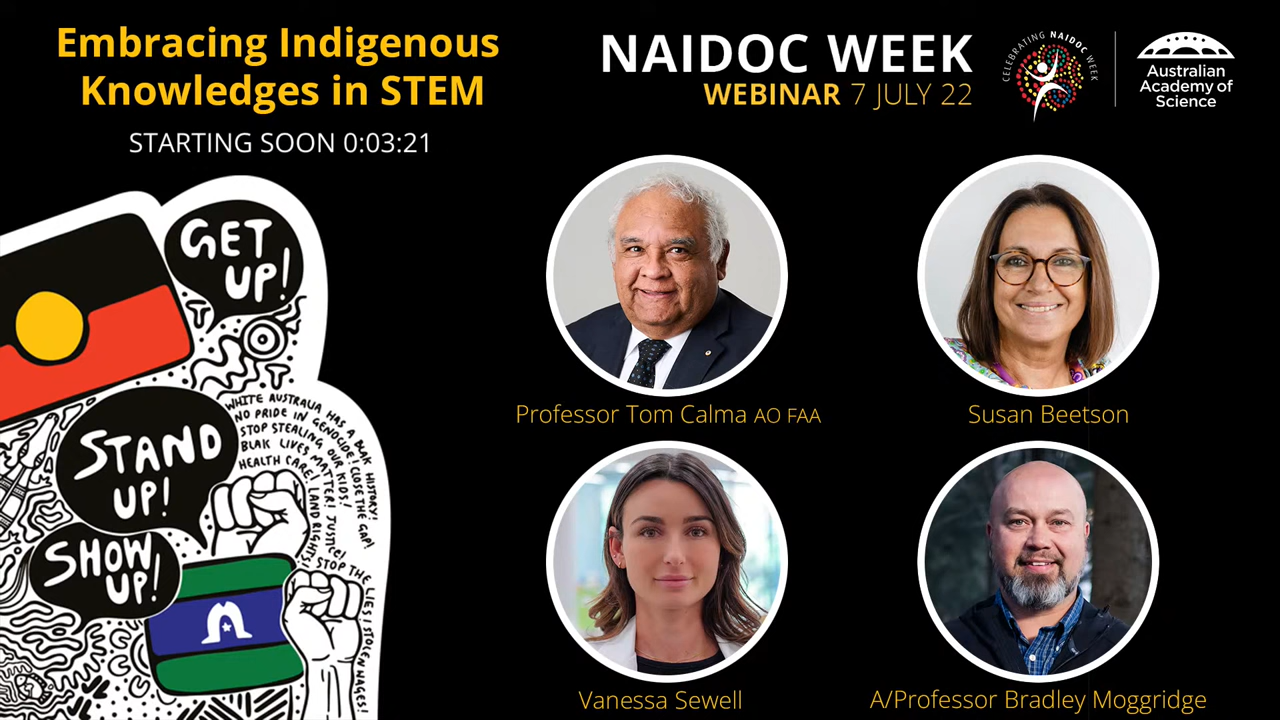 Embracing Indigenous
Knowledges in STEM
STARTING SOON 0:03:21
NAIDOC WEEK
WEBINAR 7 JULY 22
CELEBRATING NAIDOC WEEK
Australian
Academy of
Science
Professor Tom Calma AO FAA
Susan Beetson
Vanessa Sewell
A/Professor Bradley Moggridge
GET
UP!
STAND
UP!
SHOW
UP!
WHITE AUSTRALIA HAS A BLAK HISTORY!
NO PRIDE IN GENOCIDE! CLOSE THE GAP!
STOP STEALING OUR KIDS!
BLAK LIVES MATTER! JUSTICE!
HEALTH CARE! LAND RIGHTS!
STOP THE LIES! STOLEN WAGES!